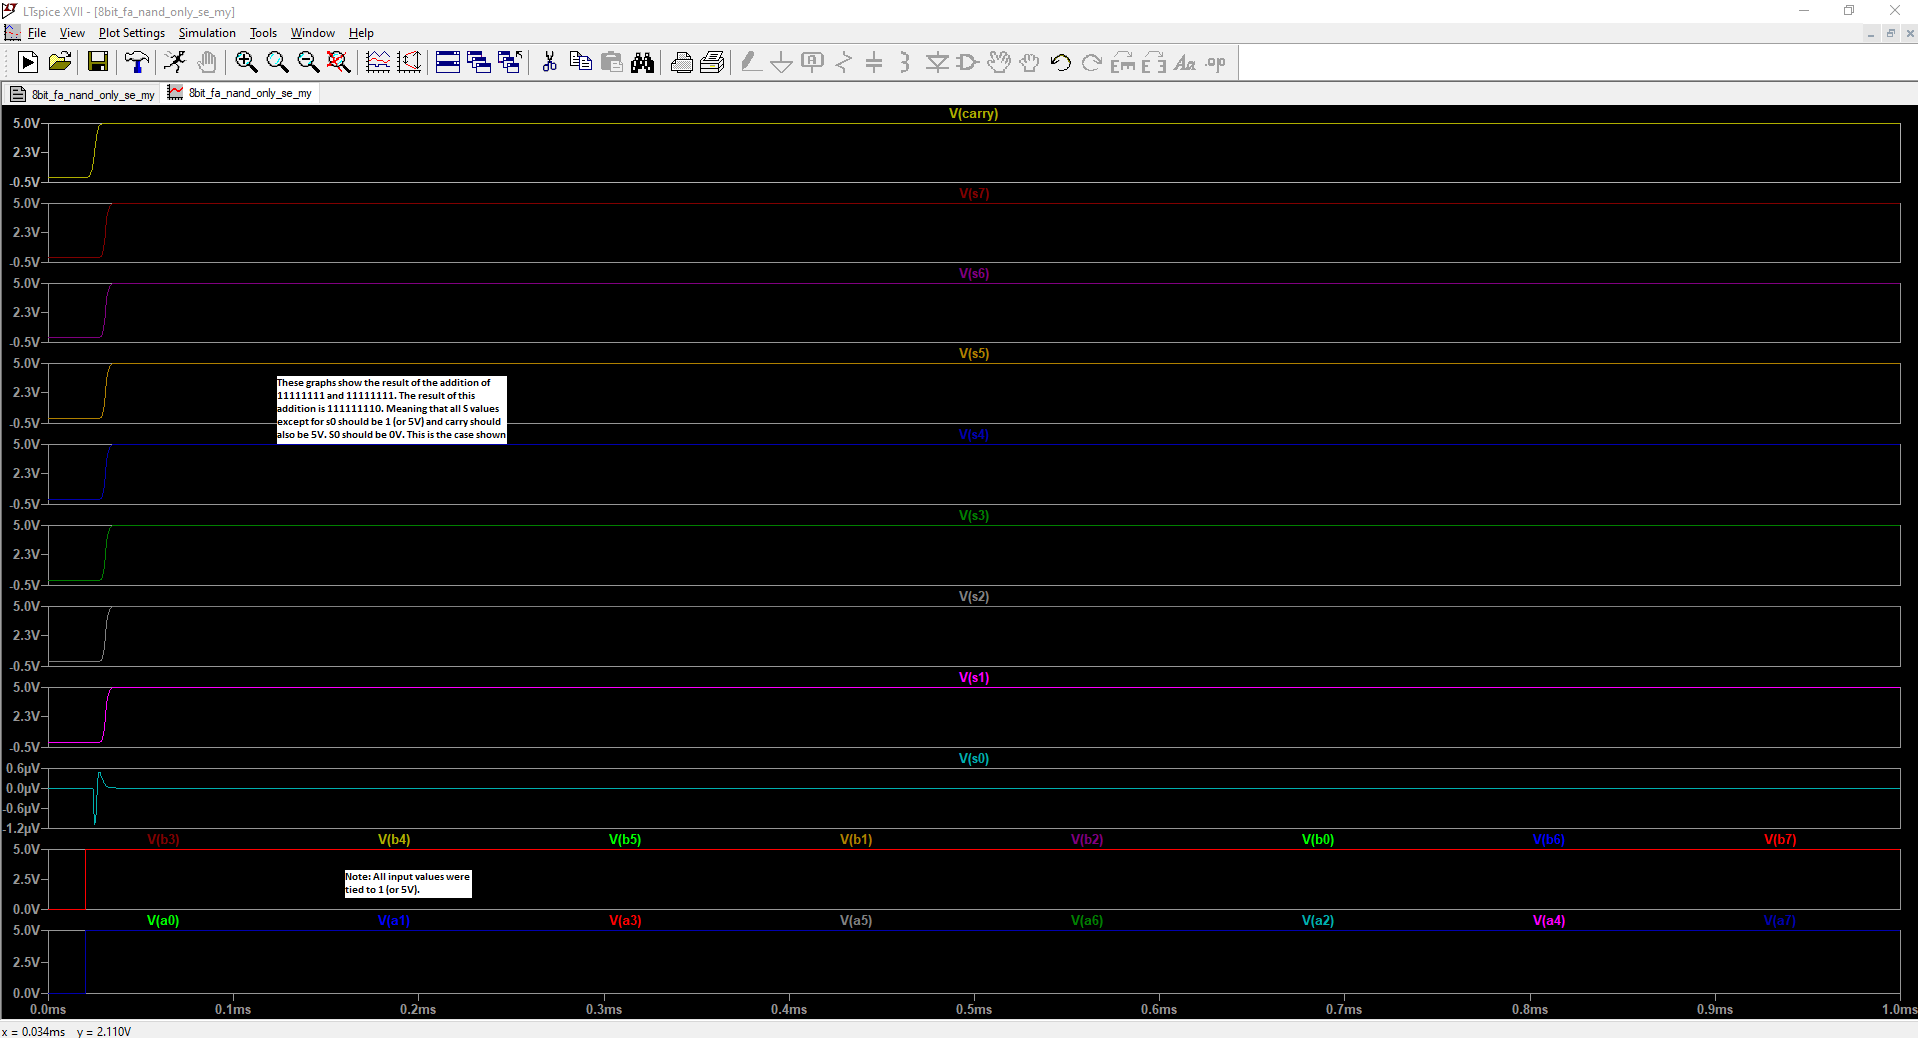 LTspice XVII - [8bit_fa_nand_only_se_my]
File View Plot Settings Simulation Tools Window Help
8bit_fa_nand_only_se_my 8bit_fa_nand_only_se_my
V(carry)
5.0V
2.3V
-0.5V
V(s7)
5.0V
2.3V
-0.5V
V(s6)
5.0V
2.3V
-0.5V
V(s5)
5.0V
2.3V
-0.5V
These graphs show the result of the addition of
11111111 and 11111111. The result of this
addition is 111111110. Meaning that all S values
except for s0 should be 1 (or 5V) and carry should
also be 5V. S0 should be 0V. This is the case shown
V(s4)
5.0V
2.3V
-0.5V
V(s3)
5.0V
2.3V
-0.5V
V(s2)
5.0V
2.3V
-0.5V
V(s1)
5.0V
2.3V
-0.5V
V(s0)
0.6µV
0.0µV
-0.6µV
-1.2µV
V(b3) V(b4) V(b5) V(b1) V(b2) V(b0) V(b6) V(b7)
5.0V
2.5V
0.0V
Note: All input values were
tied to 1 (or 5V).
V(a0) V(a1) V(a3) V(a5) V(a6) V(a2) V(a4) V(a7)
5.0V
2.5V
0.0V
0.0ms 0.1ms 0.2ms 0.3ms 0.4ms 0.5ms 0.6ms 0.7ms 0.8ms 0.9ms 1.0ms
x = 0.034ms y = 2.110V